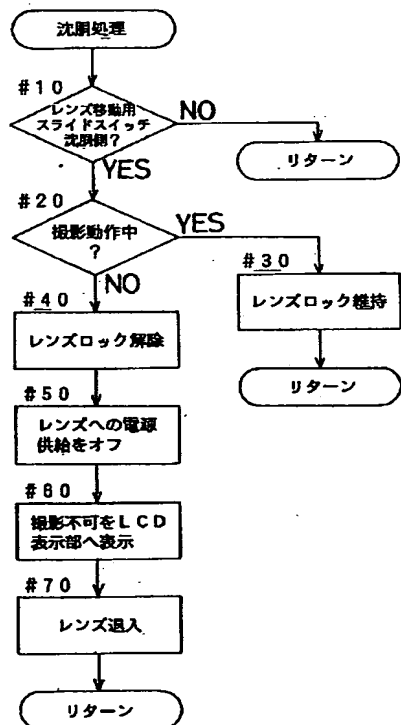 沈胴処理
#10
レンズ移動用
スライドスイッチ
沈胴側?
NO
リターン
YES
#20
撮影動作中
?
YES
#30
レンズロック維持
リターン
NO
#40
レンズロック解除
#50
レンズへの電源
供給をオフ
#60
撮影不可をLCD
表示部へ表示
#70
レンズ退入
リターン